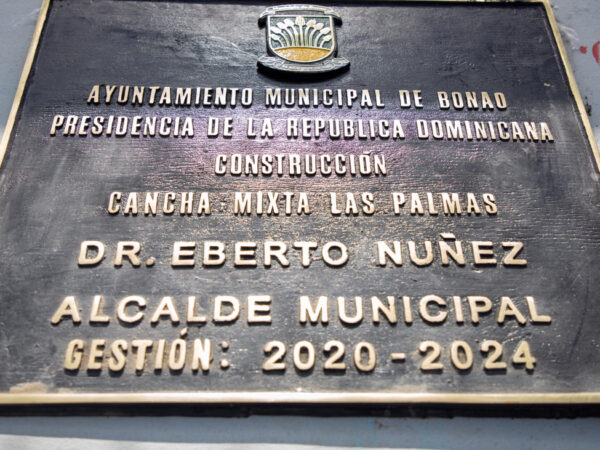 AYUNTAMIENTO MUNICIPAL DE BONAO
PRESIDENCIA DE LA REPUBLICA DOMINICANA
CONSTRUCCIÓN
CANCHA MIXTA LAS PALMAS
DR. EBERTO NUÑEZ
ALCALDE MUNICIPAL
GESTIÓN: 2020-2024